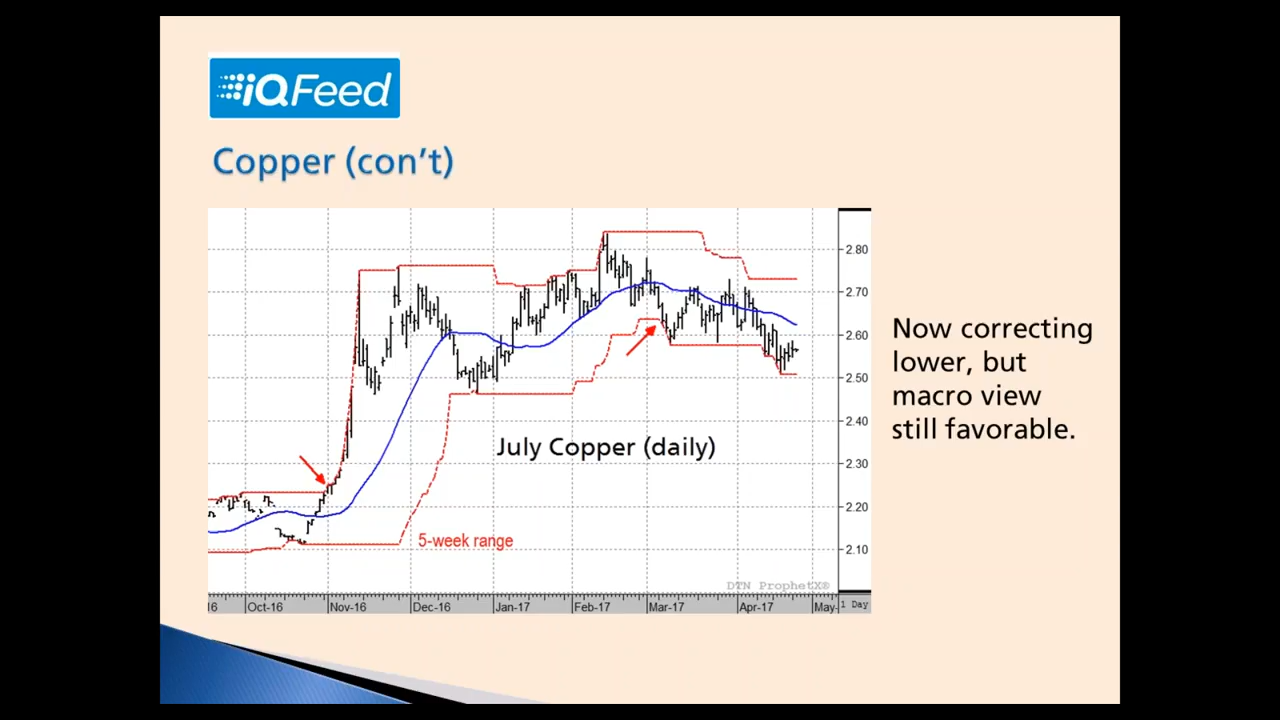 iQFeed
Copper (con’t)
2.80
2.70
2.60
2.50
2.40
2.30
2.20
2.10
Now correcting
lower, but
macro view
still favorable.
July Copper (daily)
5-week range
DTN ProphetX®
16 Oct-16 Nov-16 Dec-16 Jan-17 Feb-17 Mar-17 Apr-17 May- 1 Day